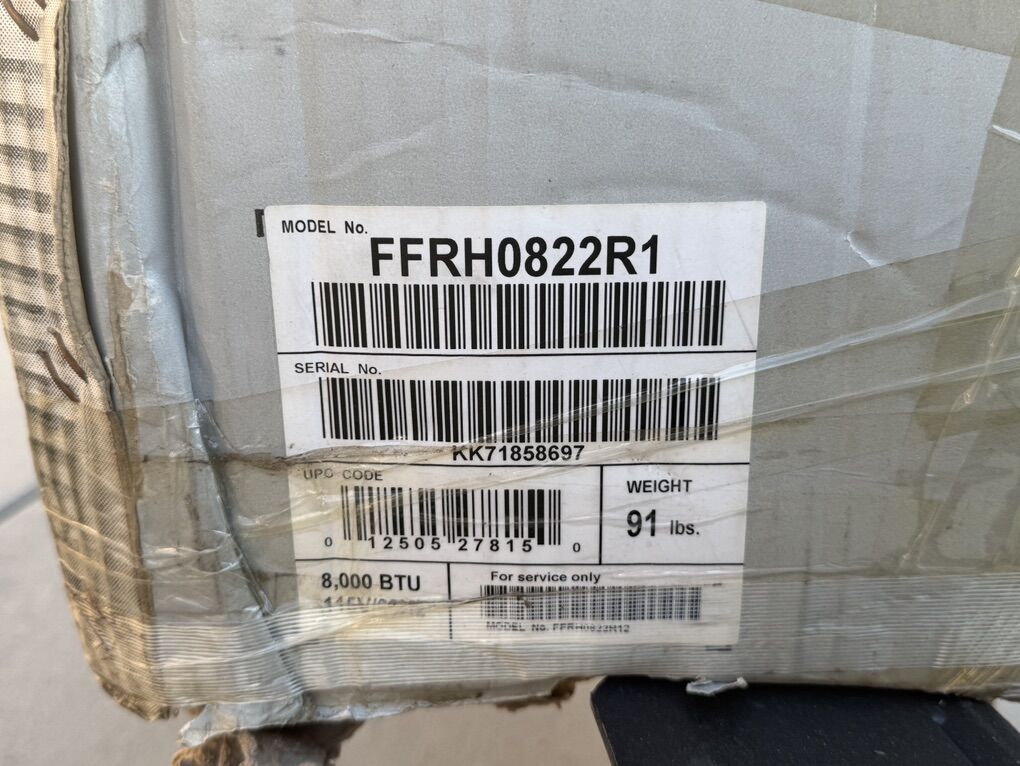 MODEL No.
FFRH0822R1
SERIAL No.
KK71858697
UPC CODE
0 12505 27815 0
WEIGHT
91 lbs.
8,000 BTU
For service only
MODEL No. FFRH0822R12